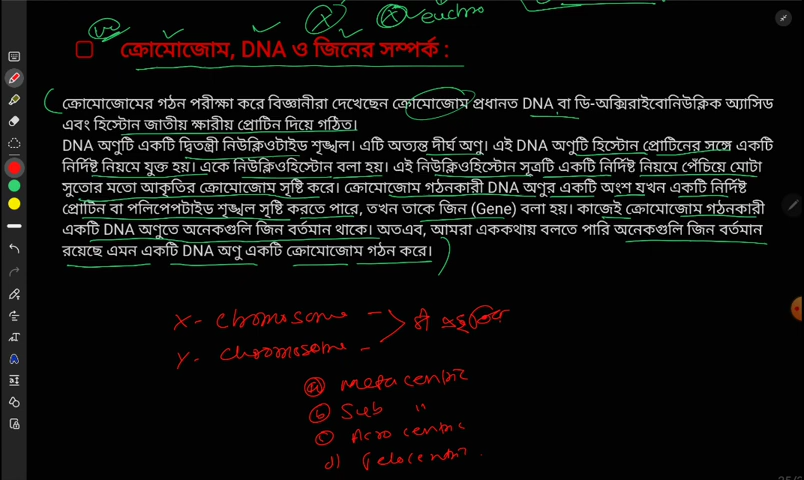 euchro
ক্রোমোজোম, DNA ও জিনের সম্পর্ক :
ক্রোমোজোমের গঠন পরীক্ষা করে বিজ্ঞানীরা দেখেছেন ক্রোমোজোম প্রধানত DNA বা ডি-অক্সিরাইবোনিউক্লিক অ্যাসিড
এবং হিস্টোন জাতীয় ক্ষারীয় প্রোটিন দিয়ে গঠিত।
DNA অণুটি একটি দ্বিতন্ত্রী নিউক্লিওটাইড শৃঙ্খল। এটি অত্যন্ত দীর্ঘ অণু। এই DNA অণুটি হিস্টোন প্রোটিনের সঙ্গে একটি
নির্দিষ্ট নিয়মে যুক্ত হয়। একে নিউক্লিওহিস্টোন বলা হয়। এই নিউক্লিওহিস্টোন সূত্রটি একটি নির্দিষ্ট নিয়মে পেঁচিয়ে মোটা
সুতোর মতো আকৃতির ক্রোমোজোম সৃষ্টি করে। ক্রোমোজোম গঠনকারী DNA অণুর একটি অংশ যখন একটি নির্দিষ্ট
প্রোটিন বা পলিপেপটাইড শৃঙ্খল সৃষ্টি করতে পারে, তখন তাকে জিন (Gene) বলা হয়। কাজেই ক্রোমোজোম গঠনকারী
একটি DNA অণুতে অনেকগুলি জিন বর্তমান থাকে। অতএব, আমরা এককথায় বলতে পারি অনেকগুলি জিন বর্তমান
রয়েছে এমন একটি DNA অণু একটি ক্রোমোজোম গঠন করে।
X - chromosome
Y - chromosome
(a) Metacentric
(b) Sub "
(c) Acrocentric
d) Telocentric